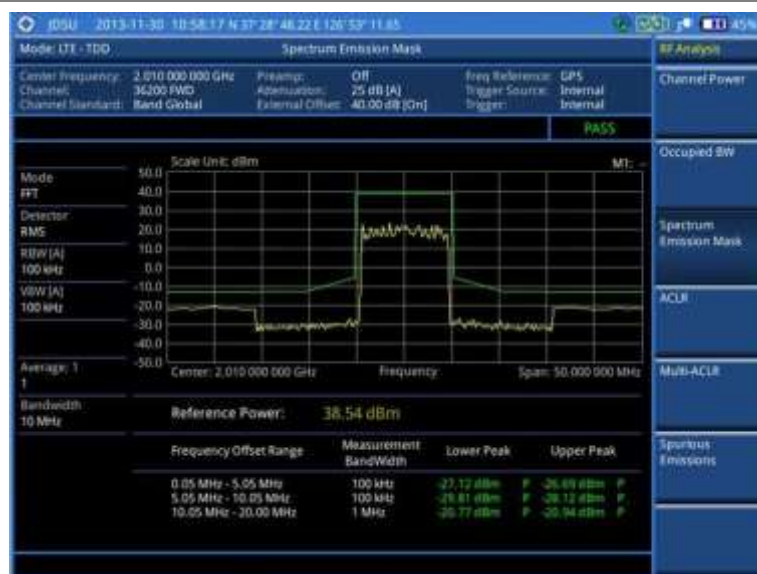 JDSU 2013-11-30 10:58:17 N 37° 28' 48.22 E 126° 53" 11.65 45%
Mode: LTE - TDD Spectrum Emission Mask RF Analysis
Center Frequency: 2.010 000 000 GHz Preamp: Off Freq Reference: GPS
Channel: 36200 FWD Attenuation: 25 dB [A] Trigger Source: Internal
Channel Standard: Band Global External Offset: 40.00 dB [On] Trigger: Internal
Channel Power
PASS
Occupied BW
Scale Unit: dBm M1: --
Mode
FFT
Detector
RMS
RBW [A]
100 kHz
VBW [A]
100 kHz
Average: 1
1
Bandwidth
10 MHz
50.0
40.0
30.0
20.0
10.0
0.0
-10.0
-20.0
-30.0
-40.0
-50.0
Center: 2.010 000 000 GHz Frequency Span: 50.000 000 MHz
Spectrum
Emission Mask
ACLR
Multi-ACLR
Spurious
Emissions
Reference Power: 38.54 dBm
Frequency Offset Range Measurement BandWidth Lower Peak Upper Peak
0.05 MHz - 5.05 MHz 100 kHz -27.12 dBm P -26.69 dBm P
5.05 MHz - 10.05 MHz 100 kHz -29.81 dBm P -28.12 dBm P
10.05 MHz - 20.00 MHz 1 MHz -20.77 dBm P -20.94 dBm P